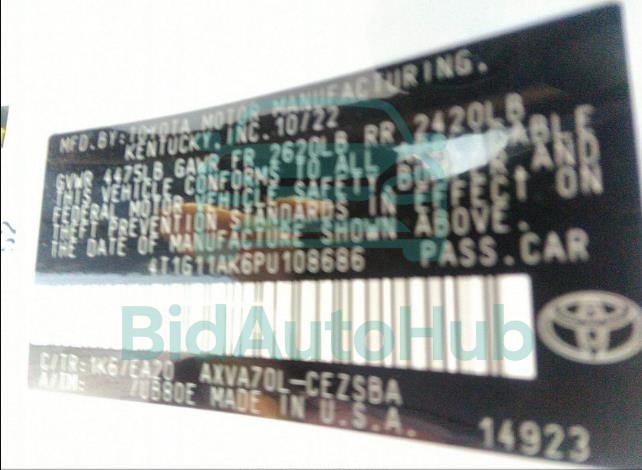 MFD. BY: TOYOTA MOTOR MANUFACTURING,
KENTUCKY, INC. 10/22
GVWR 4475LB GAWR FR 2620LB RR 2420LB
THIS VEHICLE CONFORMS TO ALL
FEDERAL MOTOR VEHICLE SAFETY BUMPER AND
THEFT PREVENTION STANDARDS IN EFFECT ON
THE DATE OF MANUFACTURE SHOWN ABOVE.
4T1G11AK6PU108686 PASS.CAR
BidAutoHub
C/TR: 1K6/EA20 AXVA70L-CEZSBA
A/TM: /UB80E MADE IN U.S.A.
14923